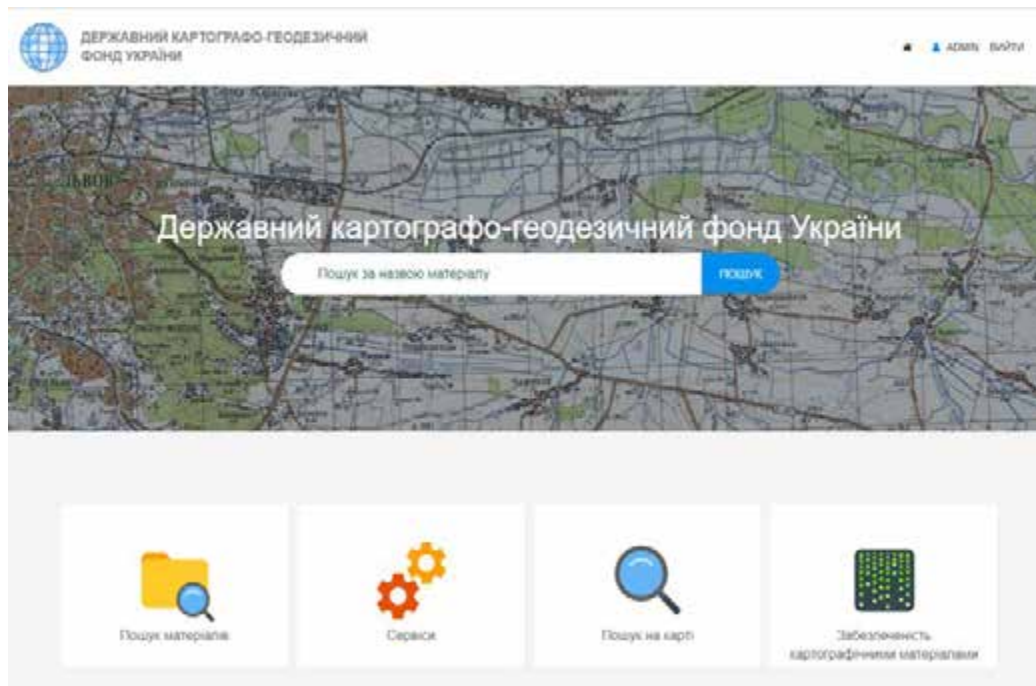 ДЕРЖАВНИЙ КАРТОГРАФО-ГЕОДЕЗИЧНИЙ
ФОНД УКРАЇНИ
ADMIN ВИЙТИ
ЛЬВОВ
Державний картографо-геодезичний фонд України
Пошук за назвою матеріалу
ПОШУК
Пошук матеріалів
Сервіси
Пошук на карті
Забезпеченість
картографічними матеріалами